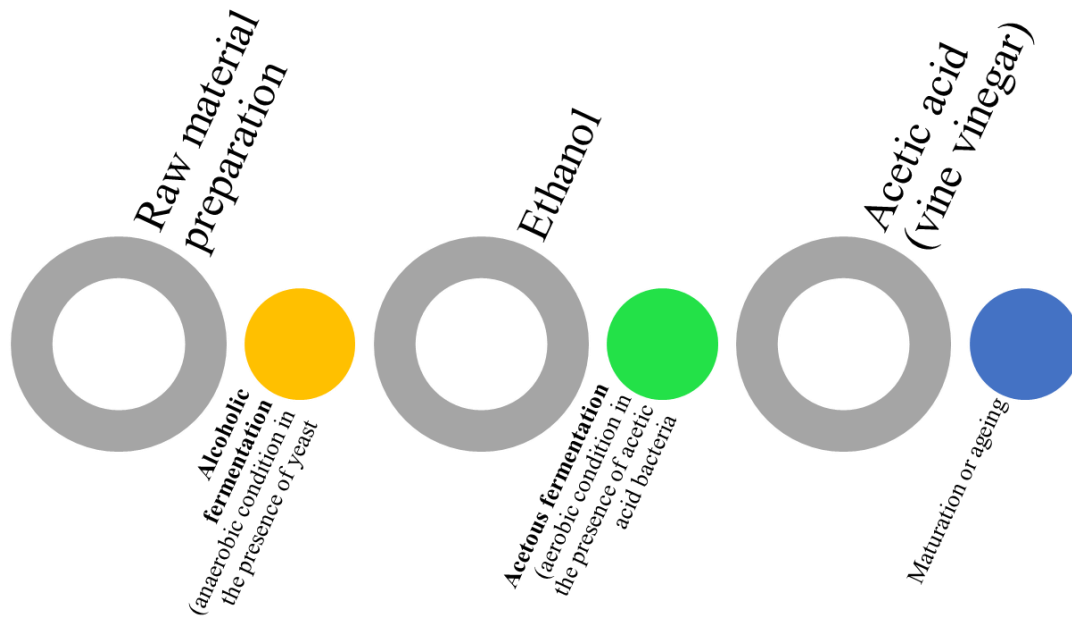 Raw material
preparation
Alcoholic
fermentation
(anaerobic condition in
the presence of yeast
Ethanol
Acetous fermentation
(aerobic condition in
the presence of acetic
acid bacteria
Acetic acid
(vine vinegar)
Maturation or ageing